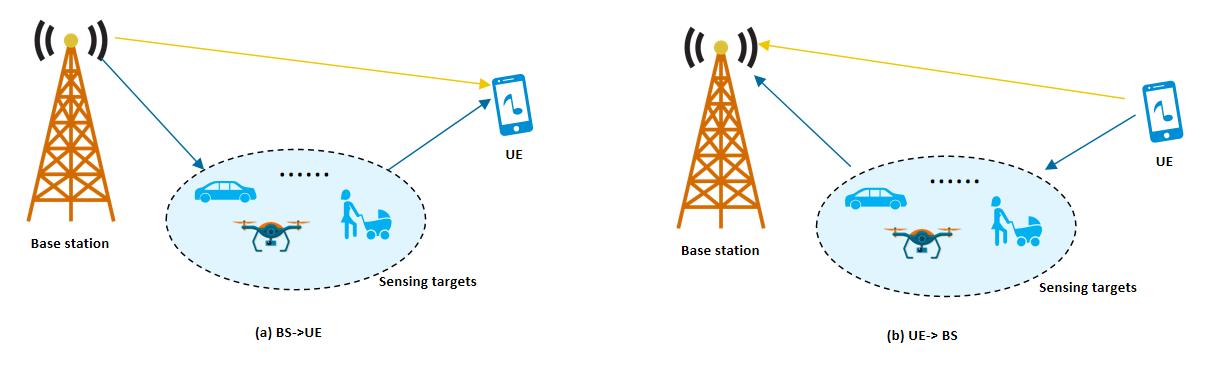 UE
Base station
Sensing targets
(a) BS->UE
UE
Base station
Sensing targets
(b) UE-> BS